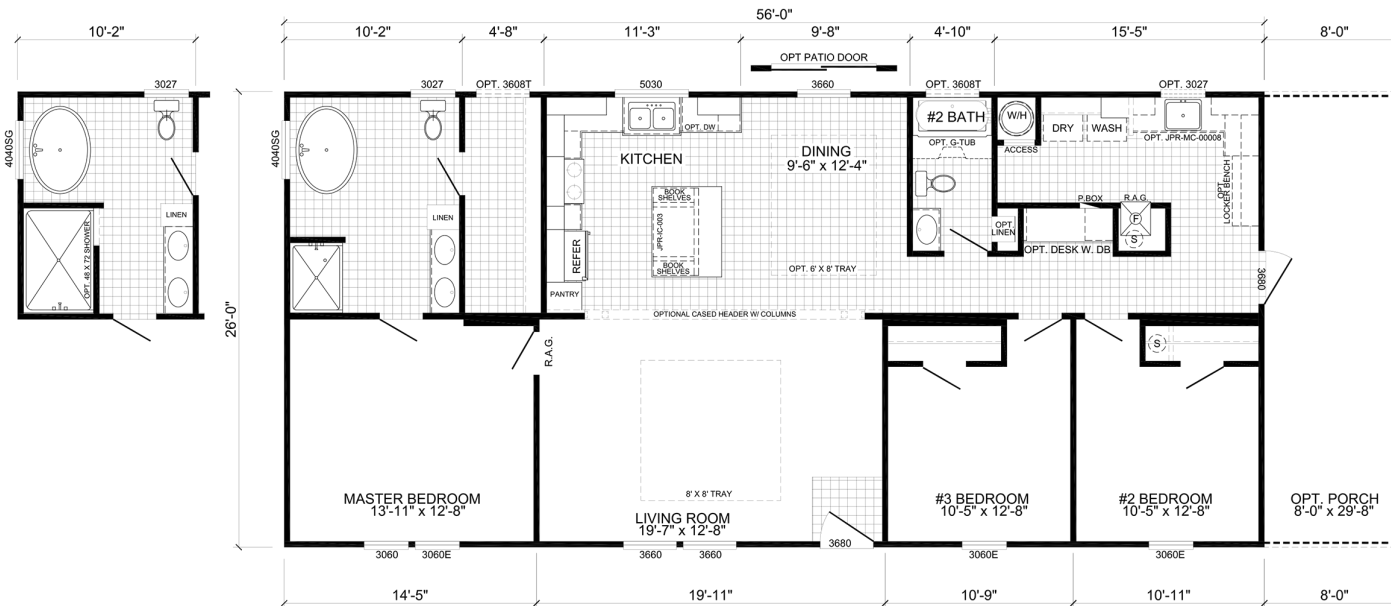 56'-0"
10'-2"
10'-2"
4'-8"
11'-3"
9'-8"
4'-10"
15'-5"
8'-0"
OPT PATIO DOOR
3027
3027
OPT. 3608T
5030
3660
OPT. 3608T
OPT. 3027
4040SG
4040SG
#2 BATH
W/H
DRY
WASH
OPT. DW
OPT. JPR-MC-00008
KITCHEN
DINING
9'-6" x 12'-4"
OPT. G-TUB
ACCESS
OPT.
LOCKER BENCH
BOOK
SHELVES
JPR-IC-003
BOOK
SHELVES
P.BOX
R.A.G.
F
S
LINEN
LINEN
OPT.
LINEN
OPT. 48 X 72 SHOWER
REFER
OPT. DESK W. DB
OPT. 6' X 8' TRAY
3680
PANTRY
OPTIONAL CASED HEADER W/ COLUMNS
26'-0"
R.A.G.
S
8' X 8' TRAY
MASTER BEDROOM
13'-11" x 12'-8"
LIVING ROOM
19'-7" x 12'-8"
#3 BEDROOM
10'-5" x 12'-8"
#2 BEDROOM
10'-5" x 12'-8"
OPT. PORCH
8'-0" x 29'-8"
3060
3060E
3660
3660
3680
3060E
3060E
14'-5"
19'-11"
10'-9"
10'-11"
8'-0"